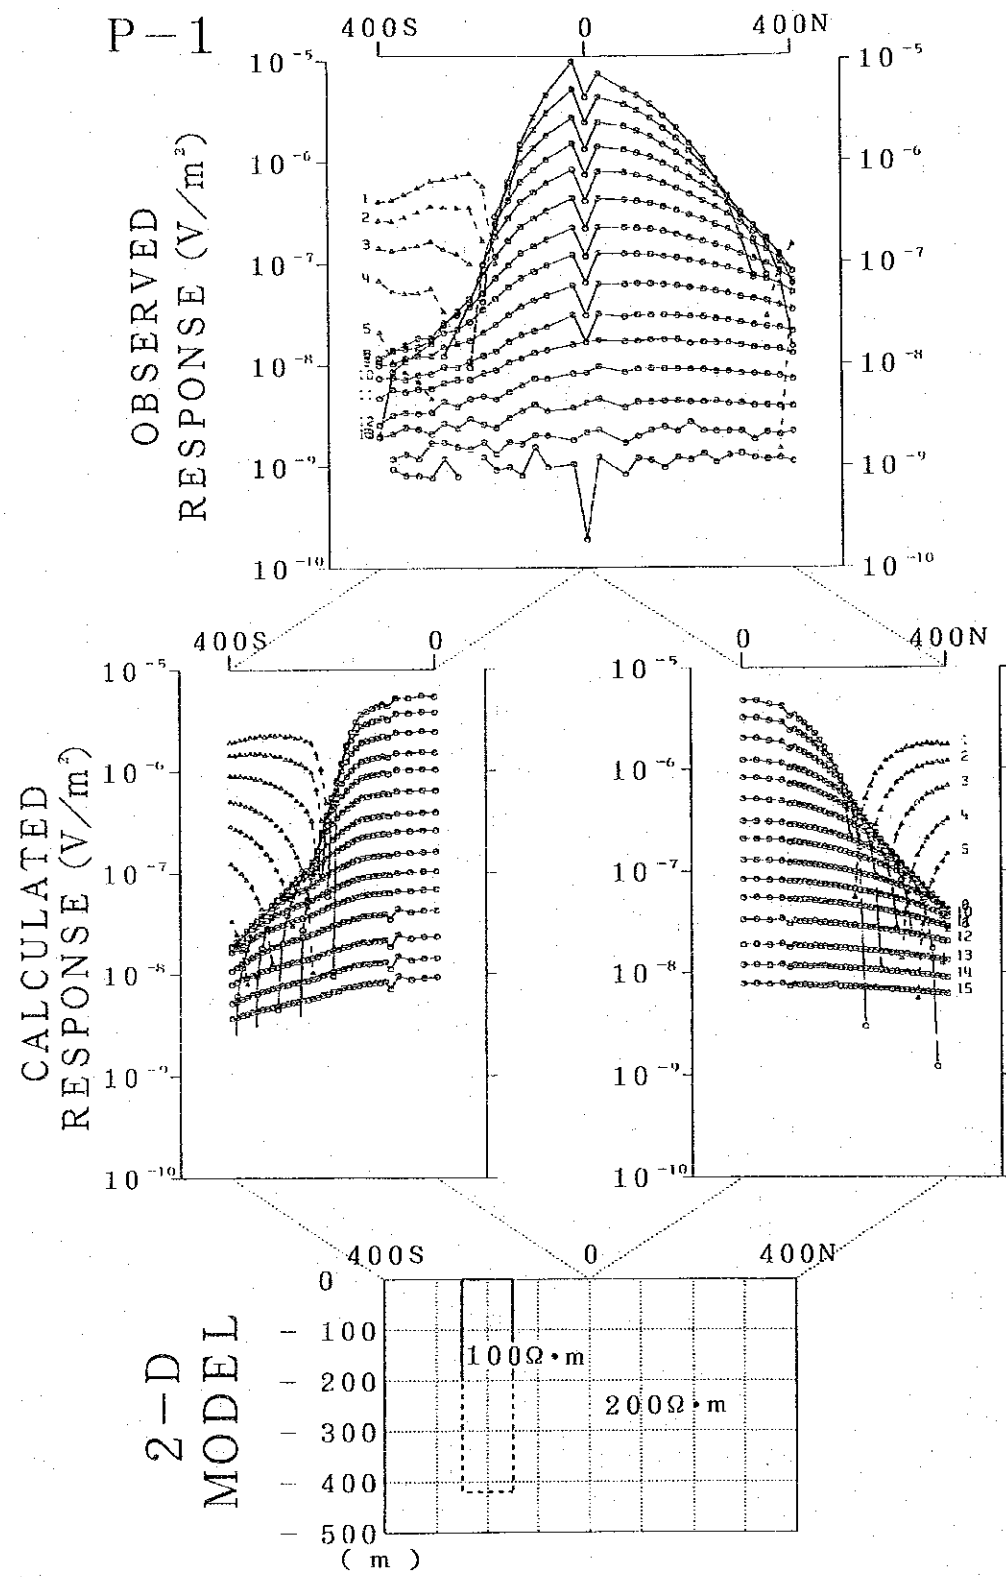 P-1
400S 0 400N
10⁻⁵ 10⁻⁵
10⁻⁶ 10⁻⁶
10⁻⁷ 10⁻⁷
10⁻⁸ 10⁻⁸
10⁻⁹ 10⁻⁹
10⁻¹⁰ 10⁻¹⁰
1
2
3
4
5
OBSERVED
RESPONSE (V/m²)
400S 0
0 400N
10⁻⁵ 10⁻⁵
10⁻⁶ 10⁻⁶
10⁻⁷ 10⁻⁷
10⁻⁸ 10⁻⁸
10⁻⁹ 10⁻⁹
10⁻¹⁰ 10⁻¹⁰
2
3
4
5
12
13
14
15
CALCULATED
RESPONSE (V/m²)
400S 0 400N
0
- 100
- 200
- 300
- 400
- 500
(m)
100Ω•m
200Ω•m
2-D
MODEL